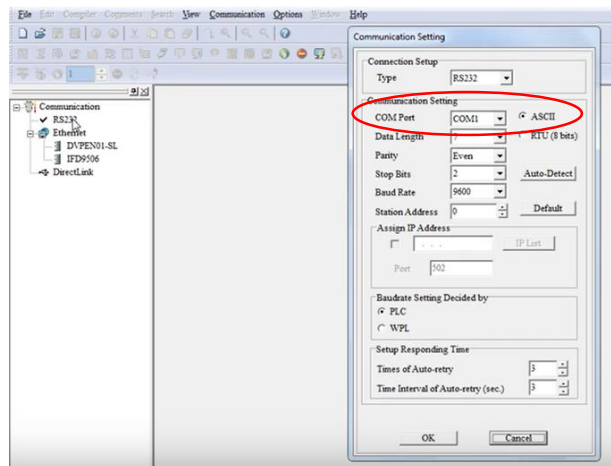 File Edit Compiler Comments Search View Communication Options Window Help
1
Communication
RS232
Ethernet
DVPEN01-SL
IFD9506
DirectLink
Communication Setting
Connection Setup
Type RS232
Communication Setting
COM Port COM1 ASCII
Data Length 7 RTU (8 bits)
Parity Even
Stop Bits 2 Auto-Detect
Baud Rate 9600
Station Address 0 Default
Assign IP Address
. . . IP List
Port 502
Baudrate Setting Decided by
PLC
WPL
Setup Responding Time
Times of Auto-retry 3
Time Interval of Auto-retry (sec.) 3
OK Cancel